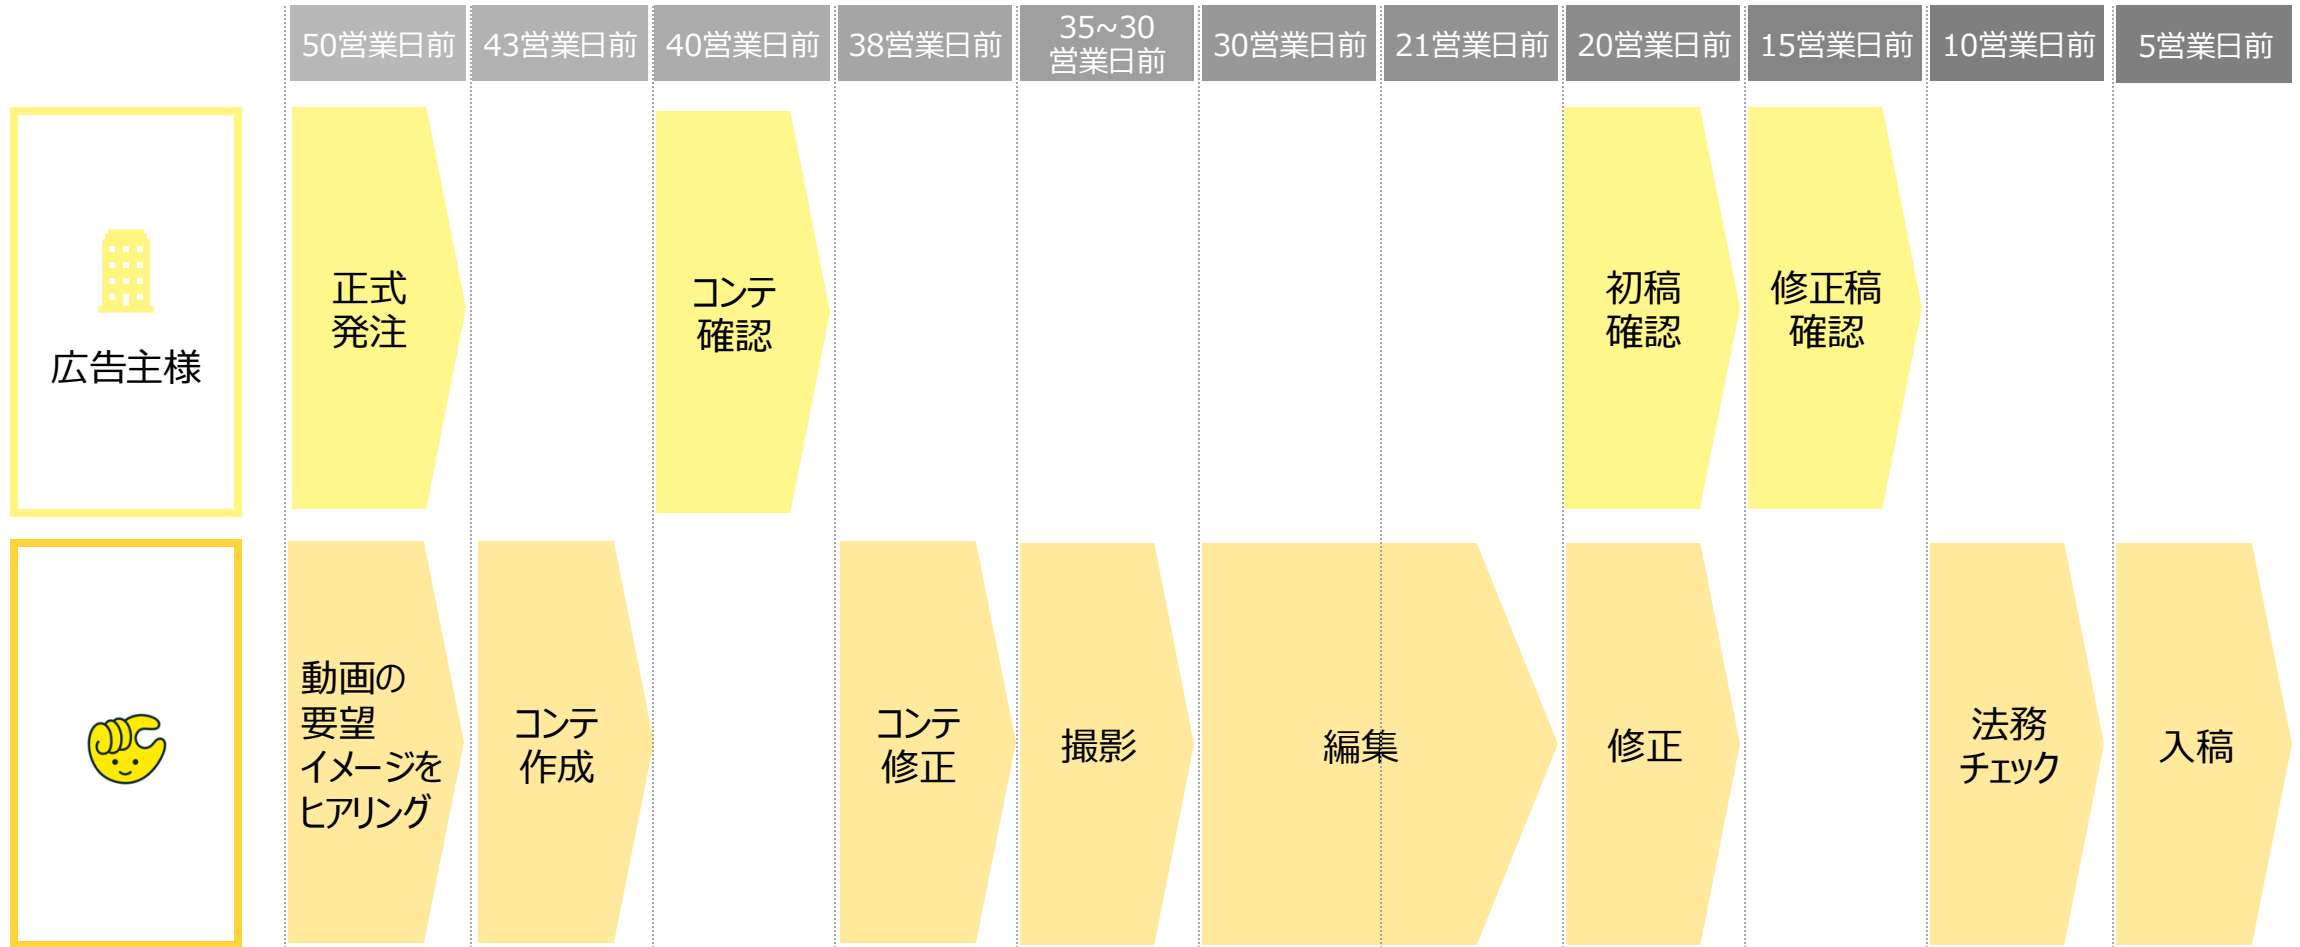 50営業日前
43営業日前
40営業日前
38営業日前
35~30
営業日前
30営業日前
21営業日前
20営業日前
15営業日前
10営業日前
5営業日前
広告主様
正式
発注
コンテ
確認
初稿
確認
修正稿
確認
動画の
要望
イメージを
ヒアリング
コンテ
作成
コンテ
修正
撮影
編集
修正
法務
チェック
入稿